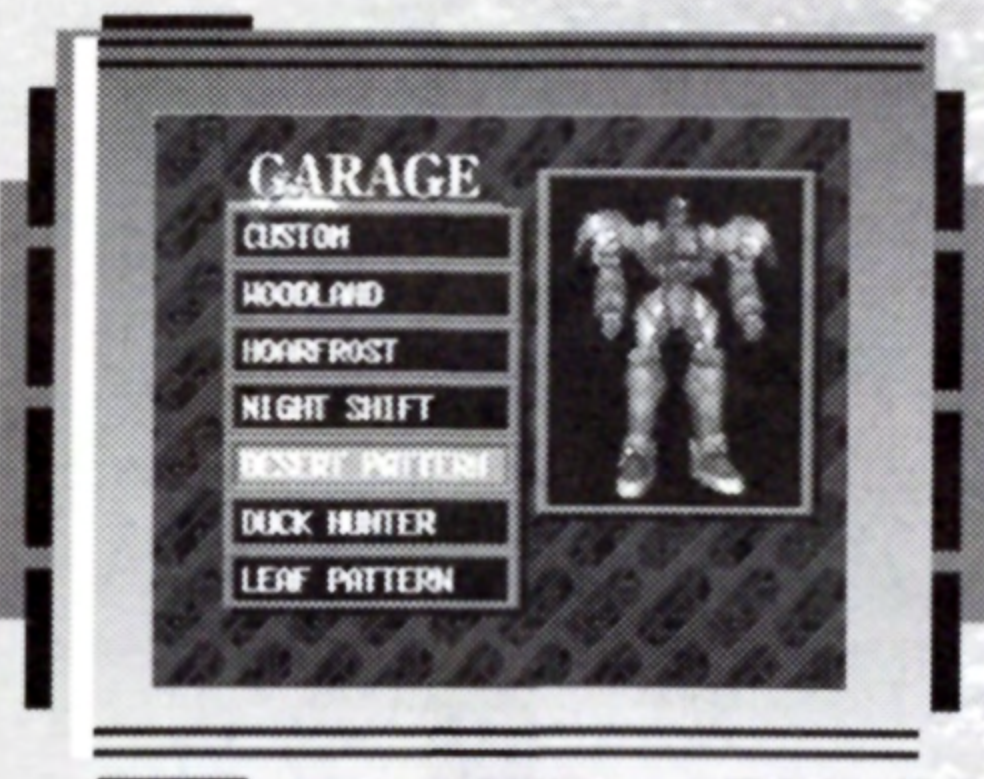 GARAGE
CUSTOM
WOODLAND
HOARFROST
NIGHT SHIFT
DESERT PATTERN
DUCK HUNTER
LEAF PATTERN